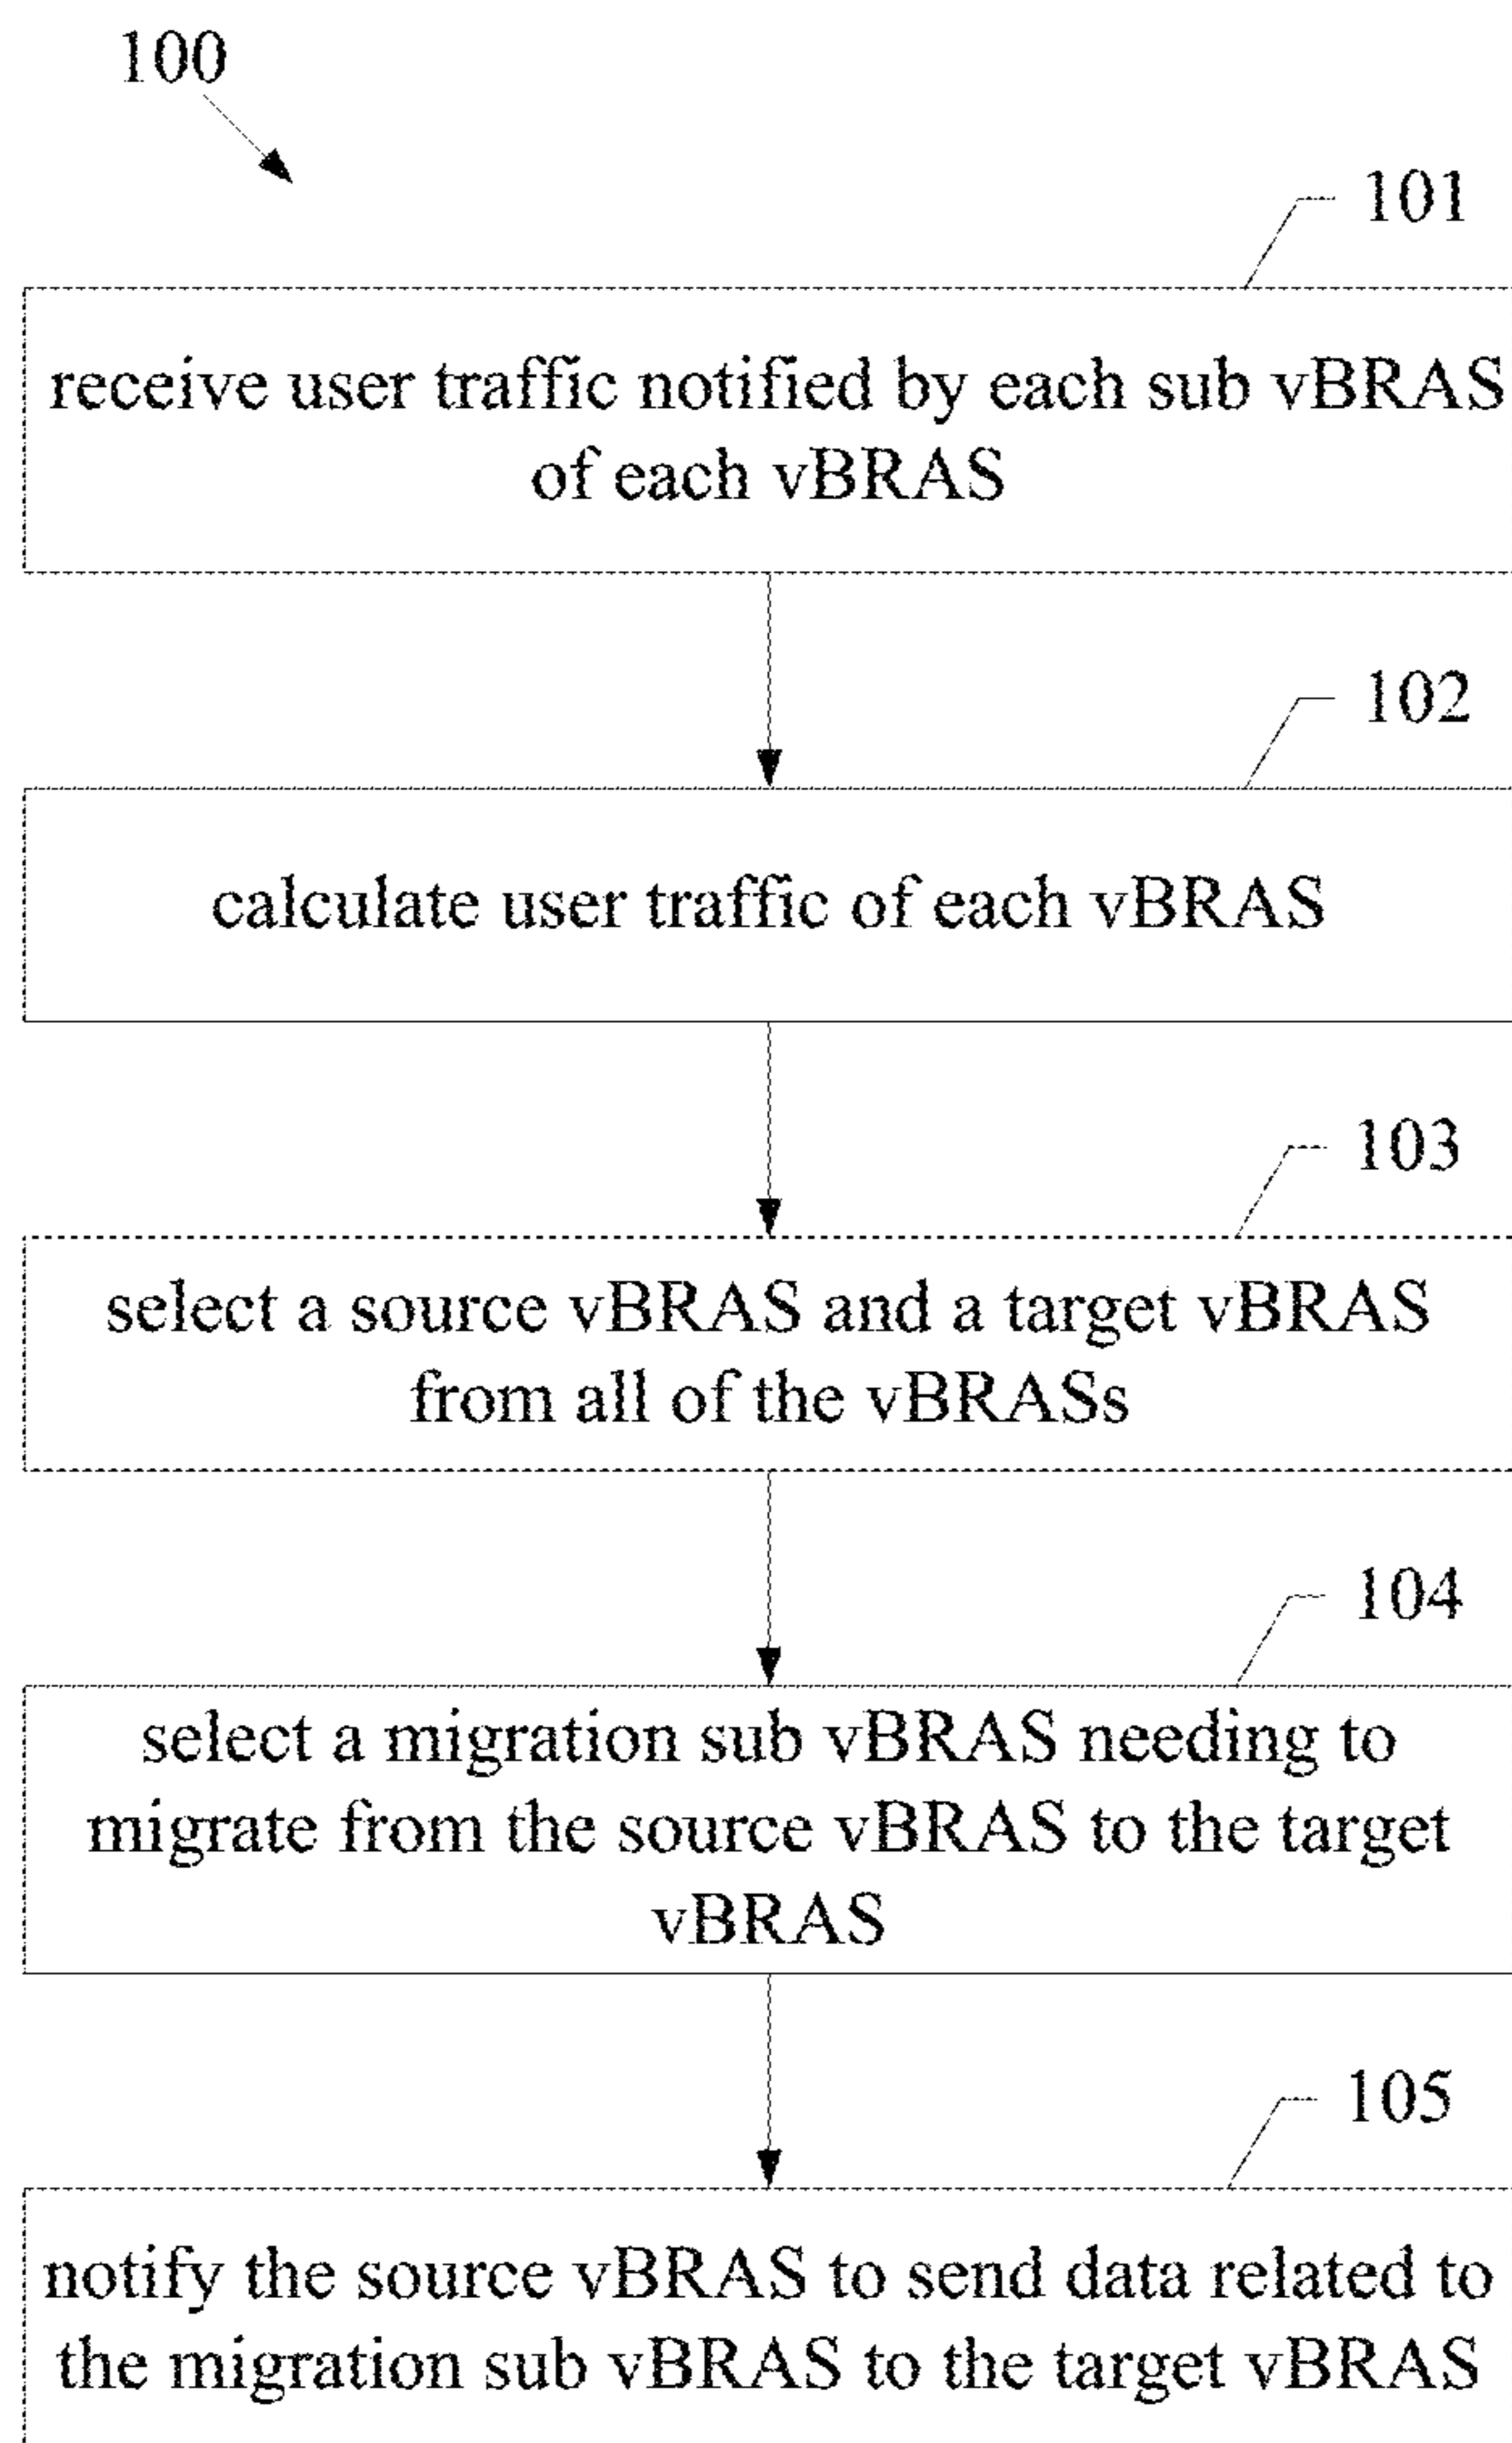 100
101
receive user traffic notified by each sub vBRAS
of each vBRAS
102
calculate user traffic of each vBRAS
103
select a source vBRAS and a target vBRAS
from all of the vBRASs
104
select a migration sub vBRAS needing to
migrate from the source vBRAS to the target
vBRAS
105
notify the source vBRAS to send data related to
the migration sub vBRAS to the target vBRAS